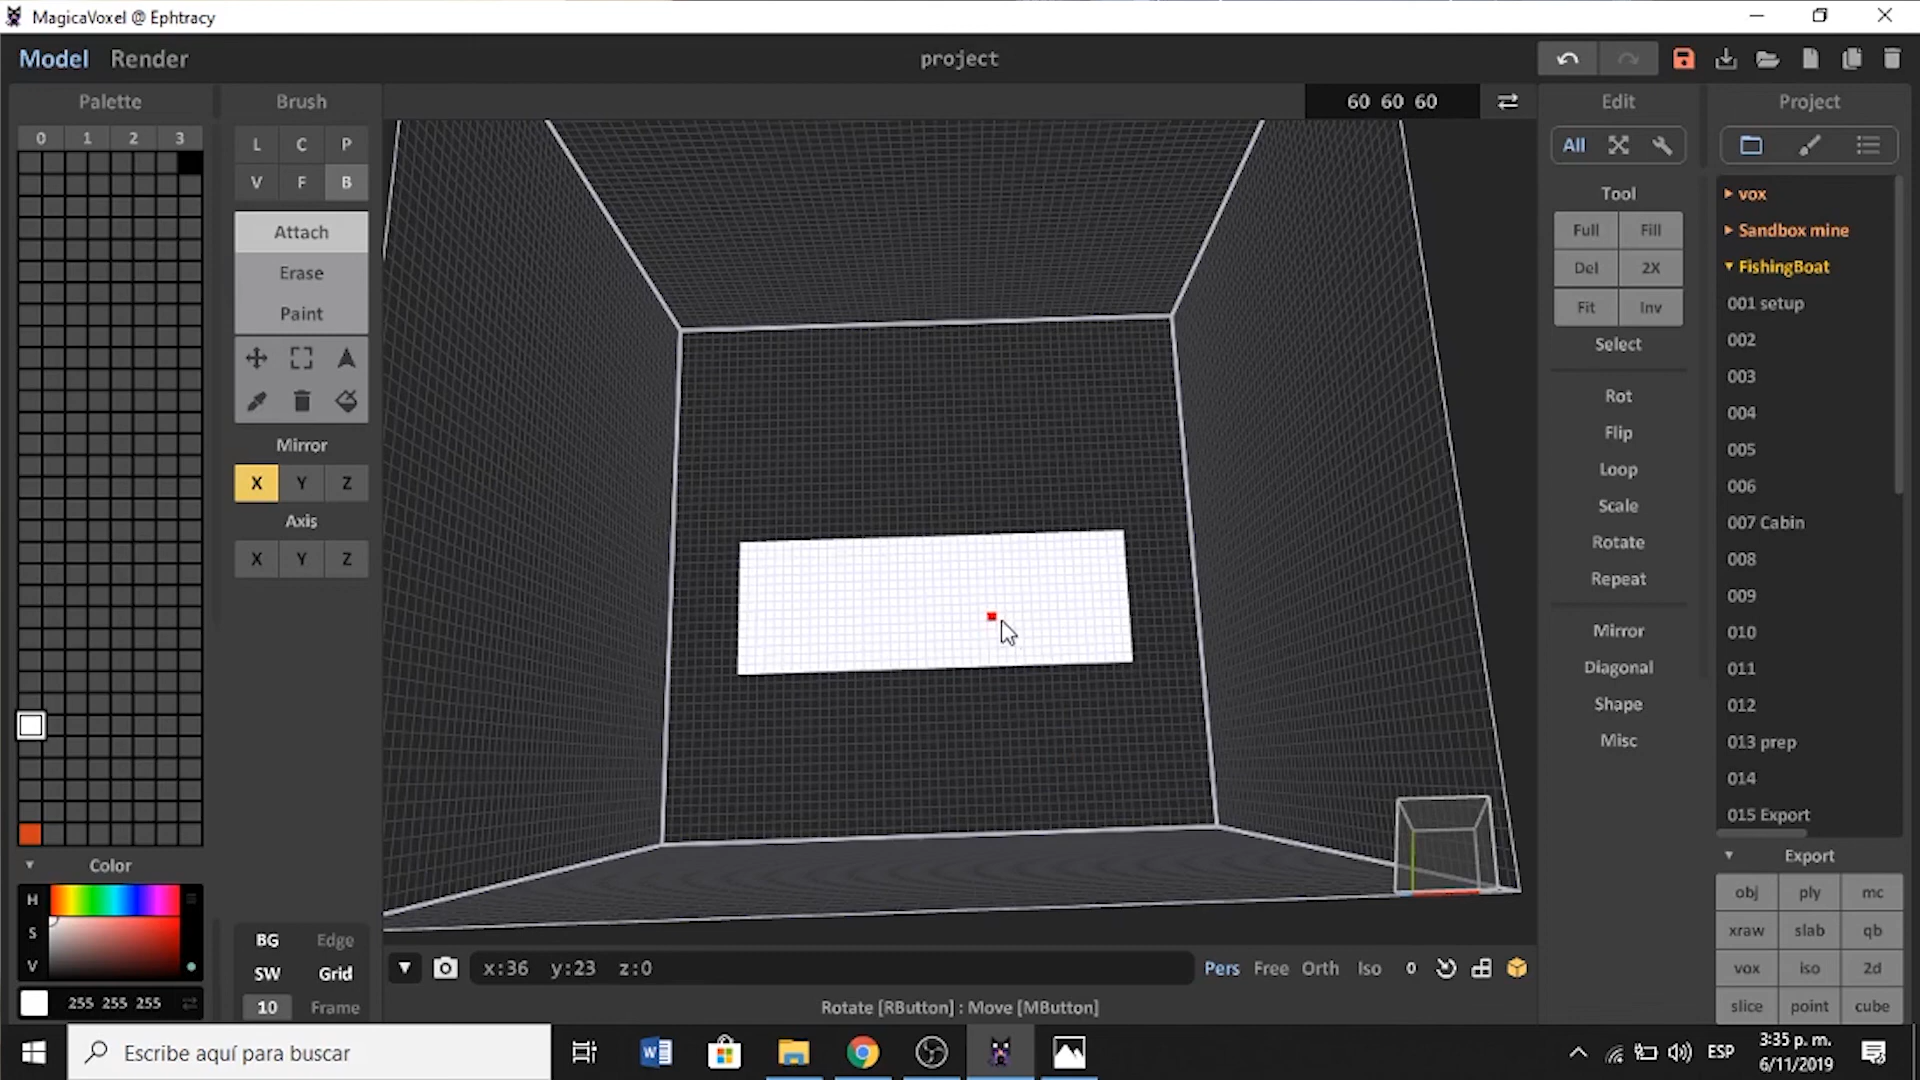 MagicaVoxel @ Ephtracy
Model Render
project
Palette
Brush
60 60 60
Edit
Project
0 1 2 3
L C P
V F B
All
Attach
Erase
Paint
Tool
Full Fill
Del 2X
Fit Inv
Select
Rot
Flip
Loop
Scale
Rotate
Repeat
Mirror
Diagonal
Shape
Misc
vox
Sandbox mine
FishingBoat
001 setup
002
003
004
005
006
007 Cabin
008
009
010
011
012
013 prep
014
015 Export
Mirror
X Y Z
Axis
X Y Z
Color
H
S
V
255 255 255
BG Edge
SW Grid
10 Frame
x:36 y:23 z:0
Pers Free Orth Iso 0
Rotate [RButton] : Move [MButton]
Export
obj ply mc
xraw slab qb
vox iso 2d
slice point cube
Escribe aquí para buscar
ESP
3:35 p. m.
6/11/2019